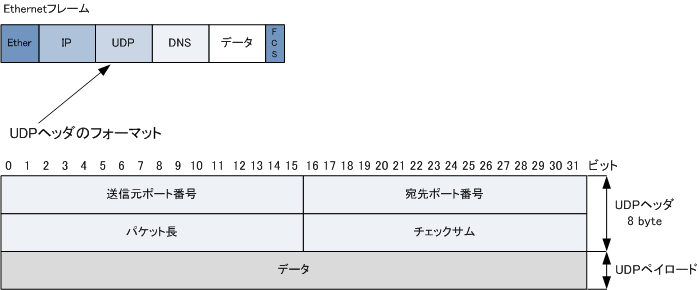 Ethernetフレーム
Ether IP UDP DNS データ FCS
UDPヘッダのフォーマット
0 1 2 3 4 5 6 7 8 9 10 11 12 13 14 15 16 17 18 19 20 21 22 23 24 25 26 27 28 29 30 31 ビット
送信元ポート番号 宛先ポート番号
UDPヘッダ
8 byte
パケット長 チェックサム
データ UDPペイロード